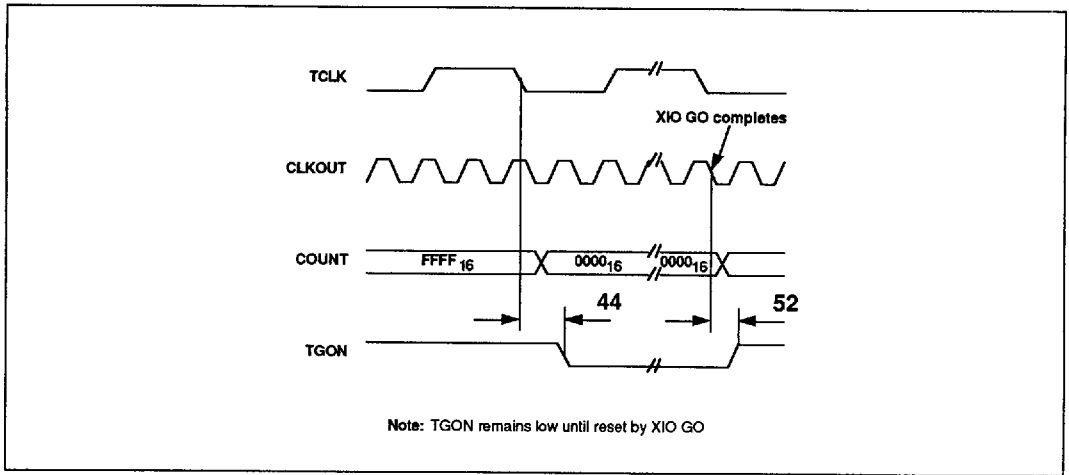 TCLK
XIO GO completes
CLKOUT
COUNT
FFFF16
000016
000016
44
52
TGON
Note: TGON remains low until reset by XIO GO